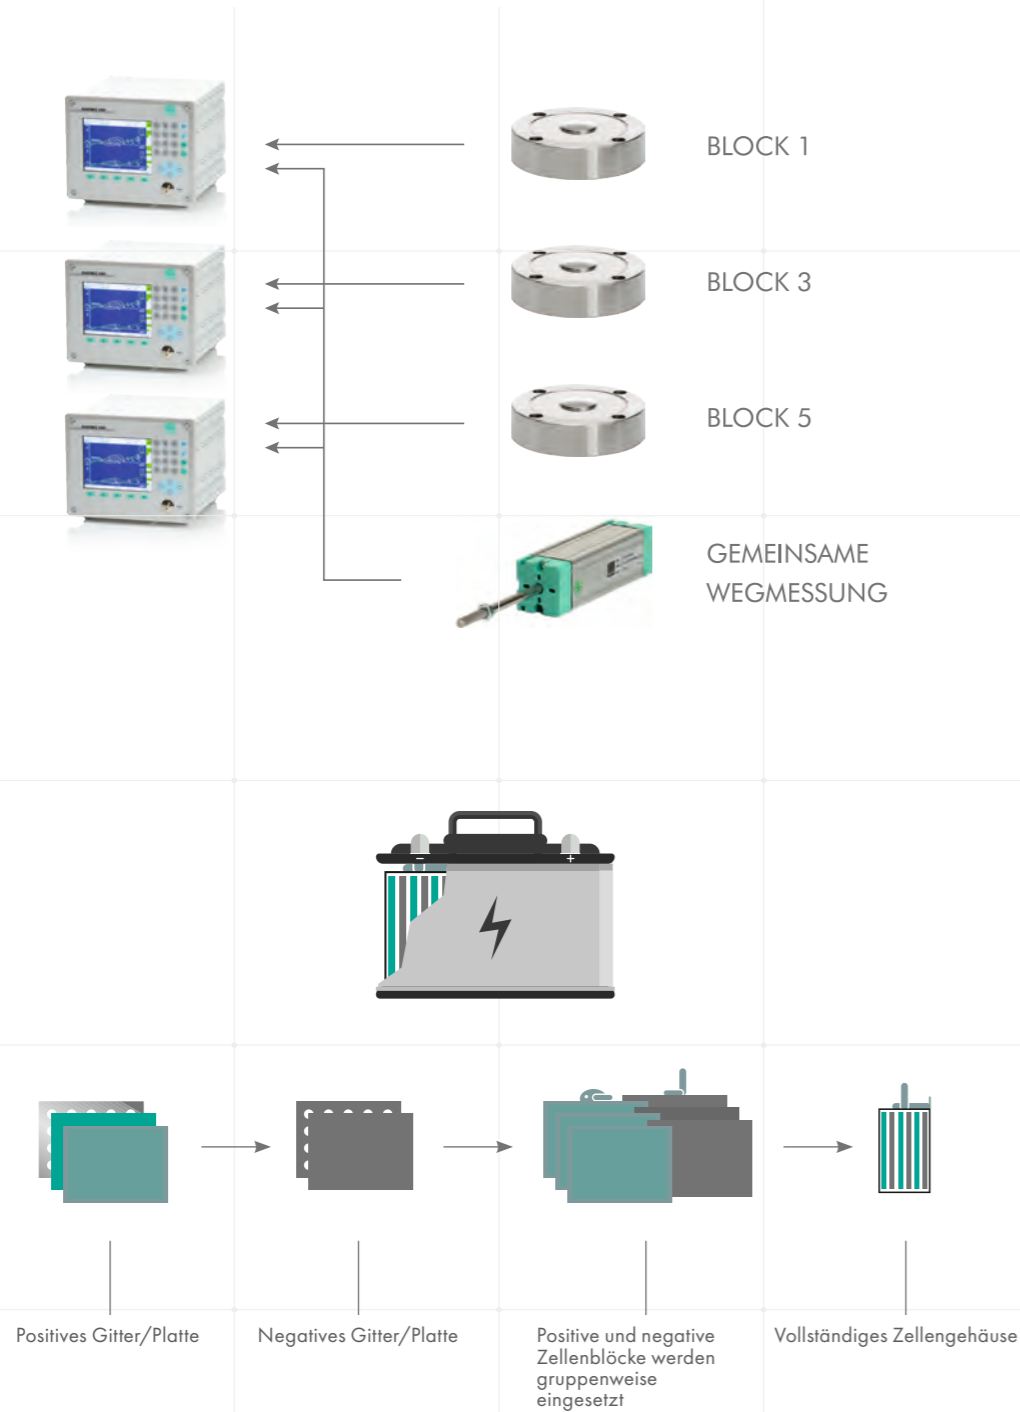 BLOCK 1
BLOCK 3
BLOCK 5
GEMEINSAME
WEGMESSUNG
−
+
Positives Gitter/Platte
Negatives Gitter/Platte
Positive und negative
Zellenblöcke werden
gruppenweise
eingesetzt
Vollständiges Zellengehäuse